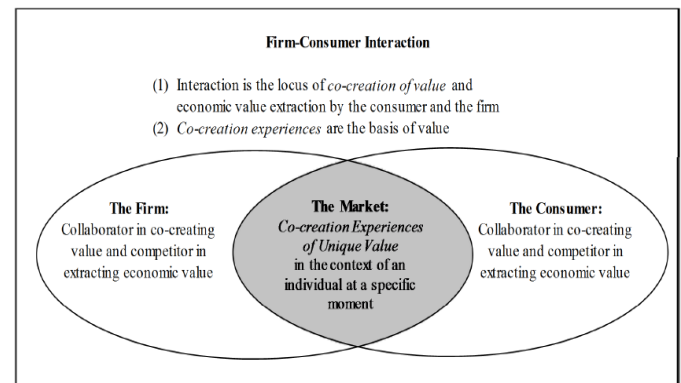 Firm-Consumer Interaction
(1) Interaction is the locus of co-creation of value and
economic value extraction by the consumer and the firm
(2) Co-creation experiences are the basis of value
The Firm:
Collaborator in co-creating
value and competitor in
extracting economic value
The Market:
Co-creation Experiences
of Unique Value
in the context of an
individual at a specific
moment
The Consumer:
Collaborator in co-creating
value and competitor in
extracting economic value